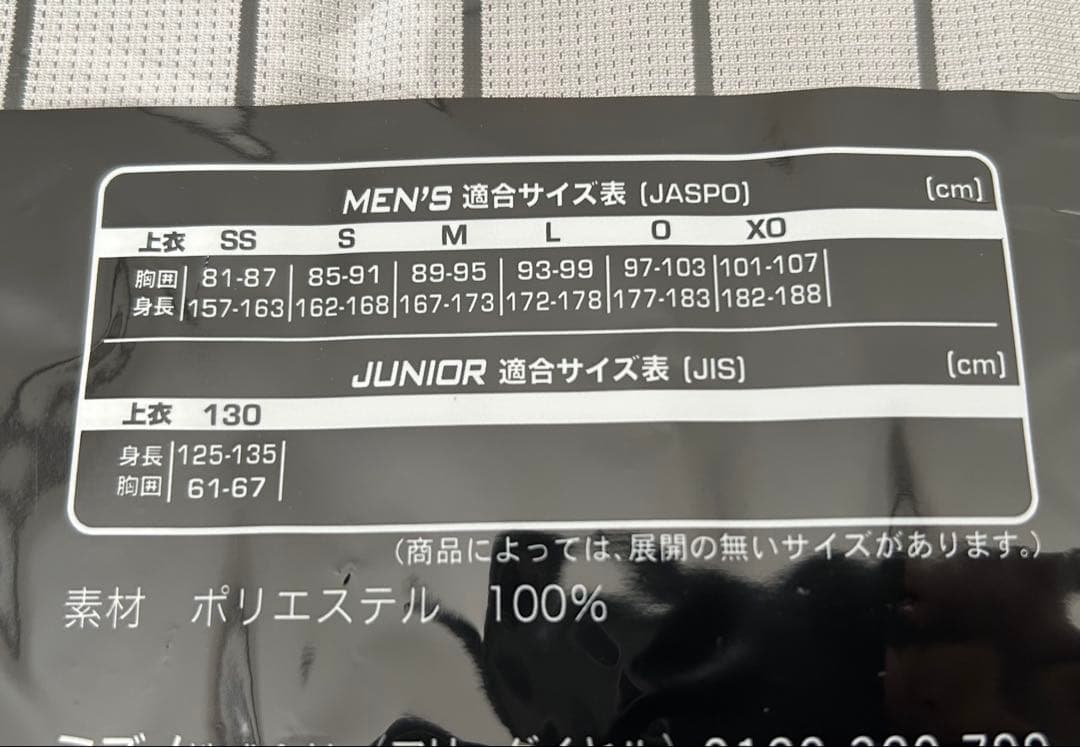 MEN'S 適合サイズ表 [JASPO] [cm]
上衣 SS S M L O XO
胸囲 81-87 85-91 89-95 93-99 97-103 101-107
身長 157-163 162-168 167-173 172-178 177-183 182-188
JUNIOR 適合サイズ表 [JIS] [cm]
上衣 130
身長 125-135
胸囲 61-67
(商品によっては、展開の無いサイズがあります。)
素材 ポリエステル 100%